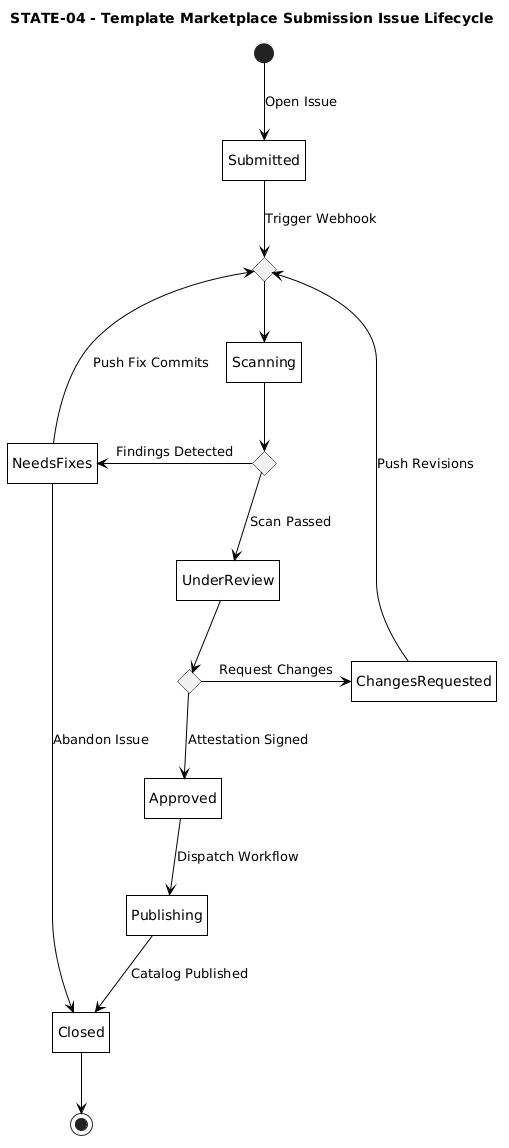 STATE-04 - Template Marketplace Submission Issue Lifecycle
Open Issue
Submitted
Trigger Webhook
Push Fix Commits
Scanning
Findings Detected
NeedsFixes
Push Revisions
Scan Passed
UnderReview
Request Changes
ChangesRequested
Abandon Issue
Attestation Signed
Approved
Dispatch Workflow
Publishing
Catalog Published
Closed